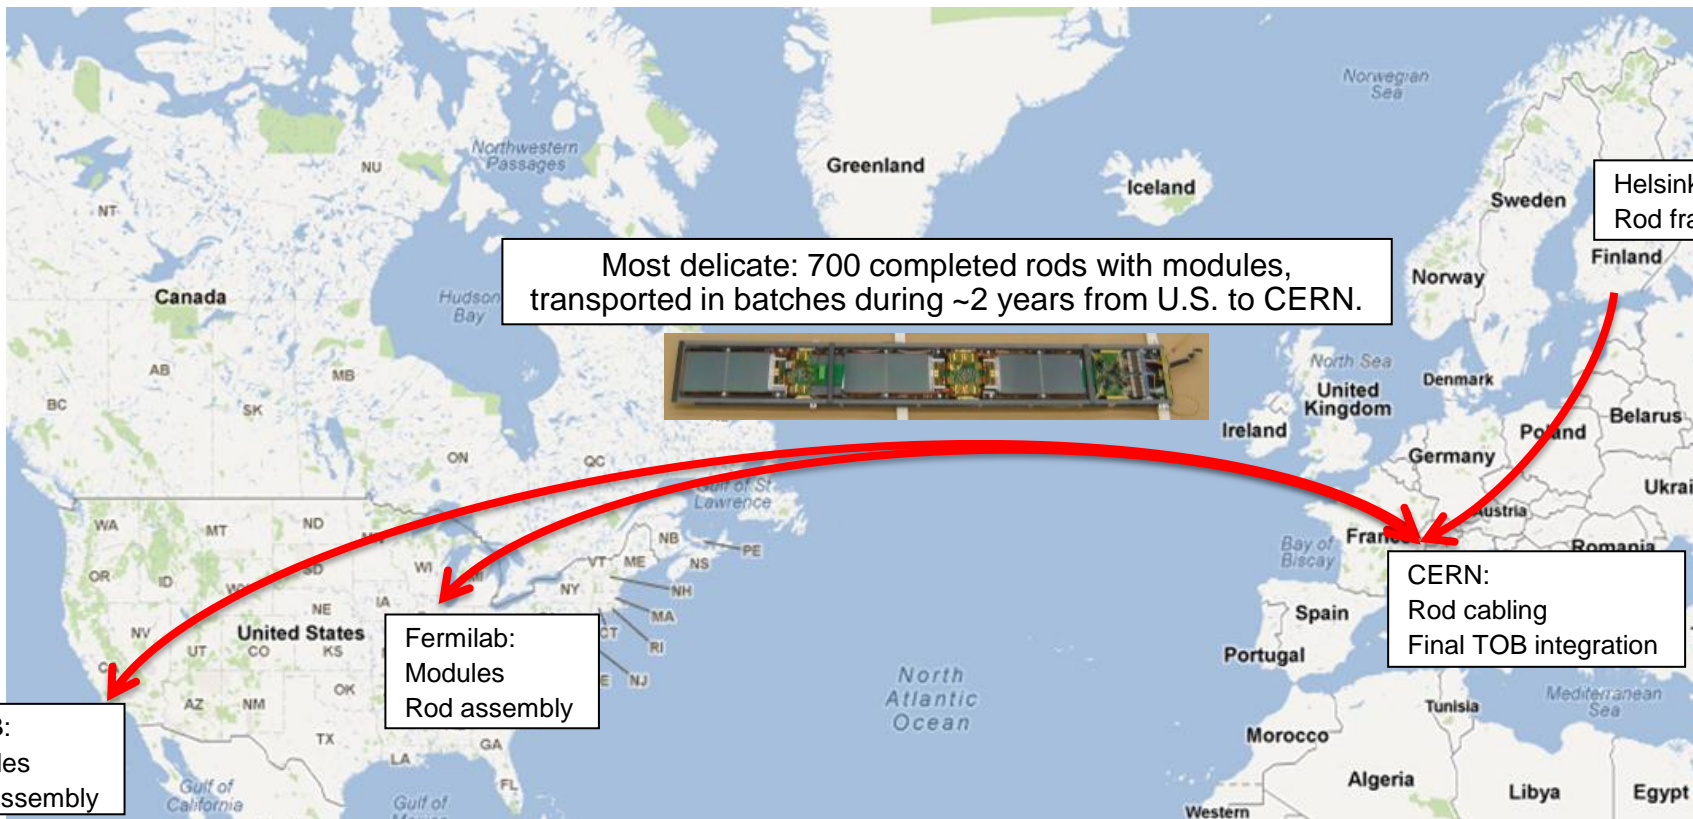 Norwegian
Sea
Northwestern
Passages
NU
Greenland
Iceland
NT
Sweden
Rod
Finland
Most delicate: 700 completed rods with modules,
transported in batches during ~2 years from U.S. to CERN.
Norway
Canada
Hudson
Bay
North Sea
AB
MB
United
Kingdom
Denmark
BC
SK
Ireland
Poland
Belarus
ON
QC
Germany
Gulf of St
Lawrence
WA
MT
ND
Austria
NB
PE
Bay of
Biscay
Romania
OR
ID
SD
WI
VT
ME
NS
NY
NH
CERN:
Rod cabling
Final TOB integration
NE
IA
MA
NV
UT
United States
CO
KS
Fermilab:
Modules
Rod assembly
CT
RI
Spain
Portugal
NJ
AZ
NM
OK
North
Atlantic
Ocean
Tunisia
Mediterranean
Sea
TX
GA
LA
Morocco
FL
Gulf of
California
Gulf of
Algeria
Libya
Egypt
Western